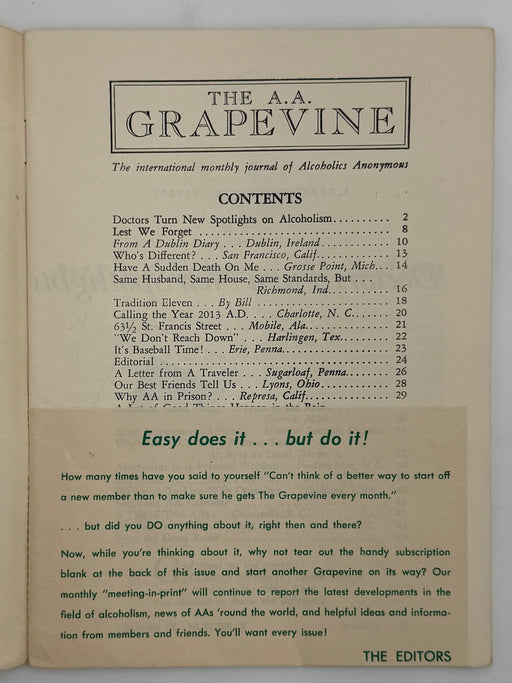 THE A.A.
GRAPEVINE
The international monthly journal of Alcoholics Anonymous
CONTENTS
Doctors Turn New Spotlights on Alcoholism.......... 2
Lest We Forget .......... 8
From A Dublin Diary . . . Dublin, Ireland.......... 10
Who's Different? . . . San Francisco, Calif.......... 13
Have A Sudden Death On Me . . . Grosse Point, Mich... 14
Same Husband, Same House, Same Standards, But . . .
Richmond, Ind.......... 16
Tradition Eleven . . . By Bill .......... 18
Calling the Year 2013 A.D. . . . Charlotte, N. C....... 20
63½ St. Francis Street . . . Mobile, Ala.......... 21
"We Don't Reach Down" . . . Harlingen, Tex.......... 22
It's Baseball Time! . . . Erie, Penna.......... 23
Editorial .......... 24
A Letter from A Traveler . . . Sugarloaf, Penna....... 26
Our Best Friends Tell Us . . . Lyons, Ohio.......... 28
Why AA in Prison? . . . Represa, Calif.......... 29
Easy does it . . . but do it!
How many times have you said to yourself "Can't think of a better way to start off
a new member than to make sure he gets The Grapevine every month."
. . . but did you DO anything about it, right then and there?
Now, while you're thinking about it, why not tear out the handy subscription
blank at the back of this issue and start another Grapevine on its way? Our
monthly "meeting-in-print" will continue to report the latest developments in the
field of alcoholism, news of AAs 'round the world, and helpful ideas and informa-
tion from members and friends. You'll want every issue!
THE EDITORS